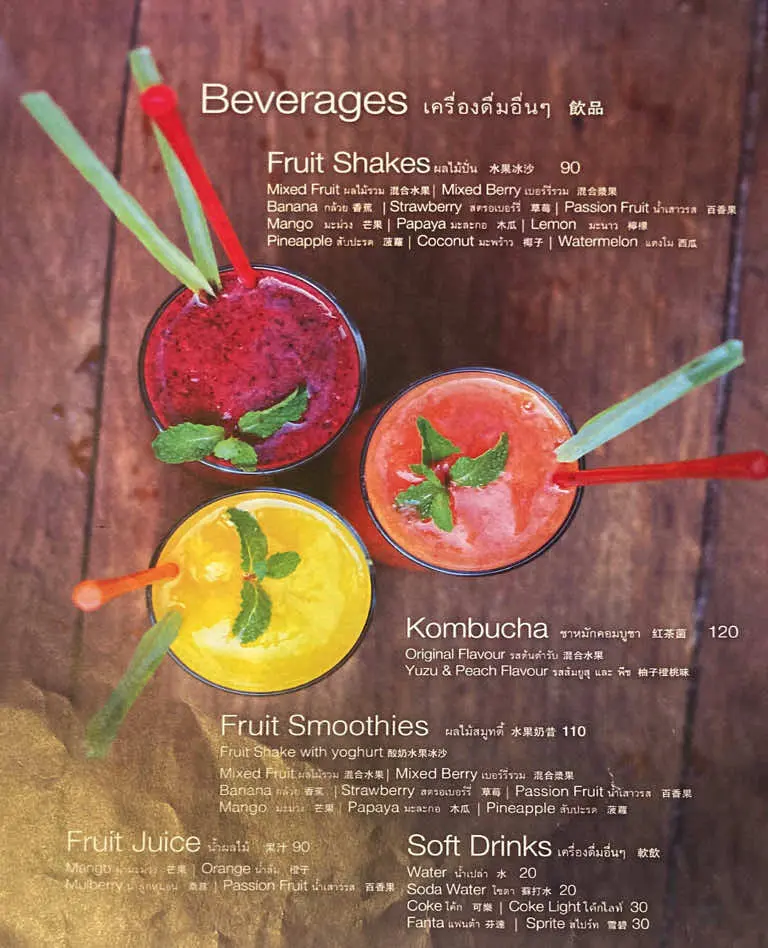 Beverages เครื่องดื่มอื่นๆ 飲品
Fruit Shakes ผลไม้ปั่น 水果冰沙 90
Mixed Fruit ผลไม้รวม 混合水果 | Mixed Berry เบอร์รี่รวม 混合漿果
Banana กล้วย 香蕉 | Strawberry สตรอเบอร์รี่ 草莓 | Passion Fruit น้ำเสาวรส 百香果
Mango มะม่วง 芒果 | Papaya มะละกอ 木瓜 | Lemon มะนาว 檸檬
Pineapple สับปะรด 菠蘿 | Coconut มะพร้าว 椰子 | Watermelon แตงโม 西瓜
Kombucha ชาหมักคอมบูชา 紅茶菌 120
Original Flavour รสต้นตำรับ 混合水果
Yuzu & Peach Flavour รสส้มยูสุ และ พีช 柚子橙桃味
Fruit Smoothies ผลไม้สมูทตี้ 水果奶昔 110
Fruit Shake with yoghurt 酸奶水果冰沙
Mixed Fruit ผลไม้รวม 混合水果 | Mixed Berry เบอร์รี่รวม 混合漿果
Banana กล้วย 香蕉 | Strawberry สตรอเบอร์รี่ 草莓 | Passion Fruit น้ำเสาวรส 百香果
Mango มะม่วง 芒果 | Papaya มะละกอ 木瓜 | Pineapple สับปะรด 菠蘿
Fruit Juice น้ำผลไม้ 果汁 90
Mango น้ำมะม่วง 芒果 | Orange น้ำส้ม 橙子
Mulberry น้ำลูกหม่อน 桑葚 | Passion Fruit น้ำเสาวรส 百香果
Soft Drinks เครื่องดื่มอื่นๆ 軟飲
Water น้ำเปล่า 水 20
Soda Water โซดา 蘇打水 20
Coke โค้ก 可樂 | Coke Light โค้กไลท์ 30
Fanta แฟนต้า 芬達 | Sprite สไปร์ท 雪碧 30